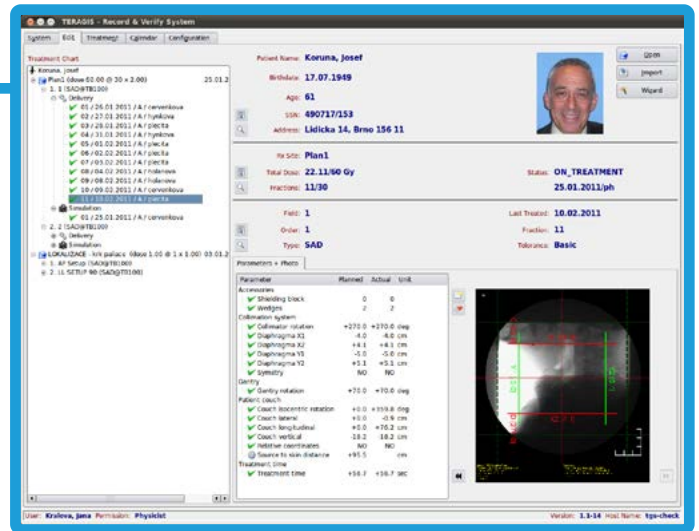 TERAGIS - Record & Verify System
System Edit Treatment Calendar Configuration
Treatment Chart
Koruna, Josef
Plan1 (dose 60.00 @ 30 x 2.00) 25.01.2
1. 1 (SAD@TB100)
Delivery
01 / 26.01.2011 / A / cervenkova
02 / 27.01.2011 / A / hynkova
03 / 28.01.2011 / A / plecita
04 / 31.01.2011 / A / hynkova
05 / 01.02.2011 / A / plecita
06 / 02.02.2011 / A / plecita
07 / 03.02.2011 / A / plecita
08 / 04.02.2011 / A / holanova
09 / 08.02.2011 / A / holanova
10 / 09.02.2011 / A / cervenkova
11 / 10.02.2011 / A / plecita
Simulation
01 / 25.01.2011 / A / cervenkova
2. 2 (SAD@TB100)
Delivery
Simulation
1. AP Setup (SAD@TB100)
2. LL SETUP 90 (SAD@TB100)
Patient Name: Koruna, Josef
Birthdate: 17.07.1949
Age: 61
SSN: 490717/153
Address: Lidicka 14, Brno 156 11
Open
Import
Wizard
Rx Site: Plan1
Total Dose: 22.11/60 Gy
Status: ON_TREATMENT
Fractions: 11/30
25.01.2011/ph
Field: 1
Last Treated: 10.02.2011
Order: 1
Fraction: 11
Type: SAD
Tolerance: Basic
Parameters + Photo
Parameter Planned Actual Unit
Accessories
Shielding block 0 0
Wedges 2 2
Collimation system
Collimator rotation +270.0 +270.0 deg
Diaphragma X1 -4.0 -4.0 cm
Diaphragma X2 +4.1 +4.1 cm
Diaphragma Y1 -5.0 -5.0 cm
Diaphragma Y2 +5.1 +5.1 cm
Symetry NO NO
Gantry
Gantry rotation +70.0 +70.0 deg
Patient couch
Couch isocentric rotation +0.0 +359.8 deg
Couch lateral +0.0 -0.9 cm
Couch longitudinal +0.0 +76.2 cm
Couch vertical -18.2 -18.2 cm
Relative coordinates NO NO
Source to skin distance +95.5 cm
Treatment time
Treatment time +58.7 +58.7 sec
User: Kralova, Jana Permission: Physicist
Version: 1.1-14 Host Name: tgs-check